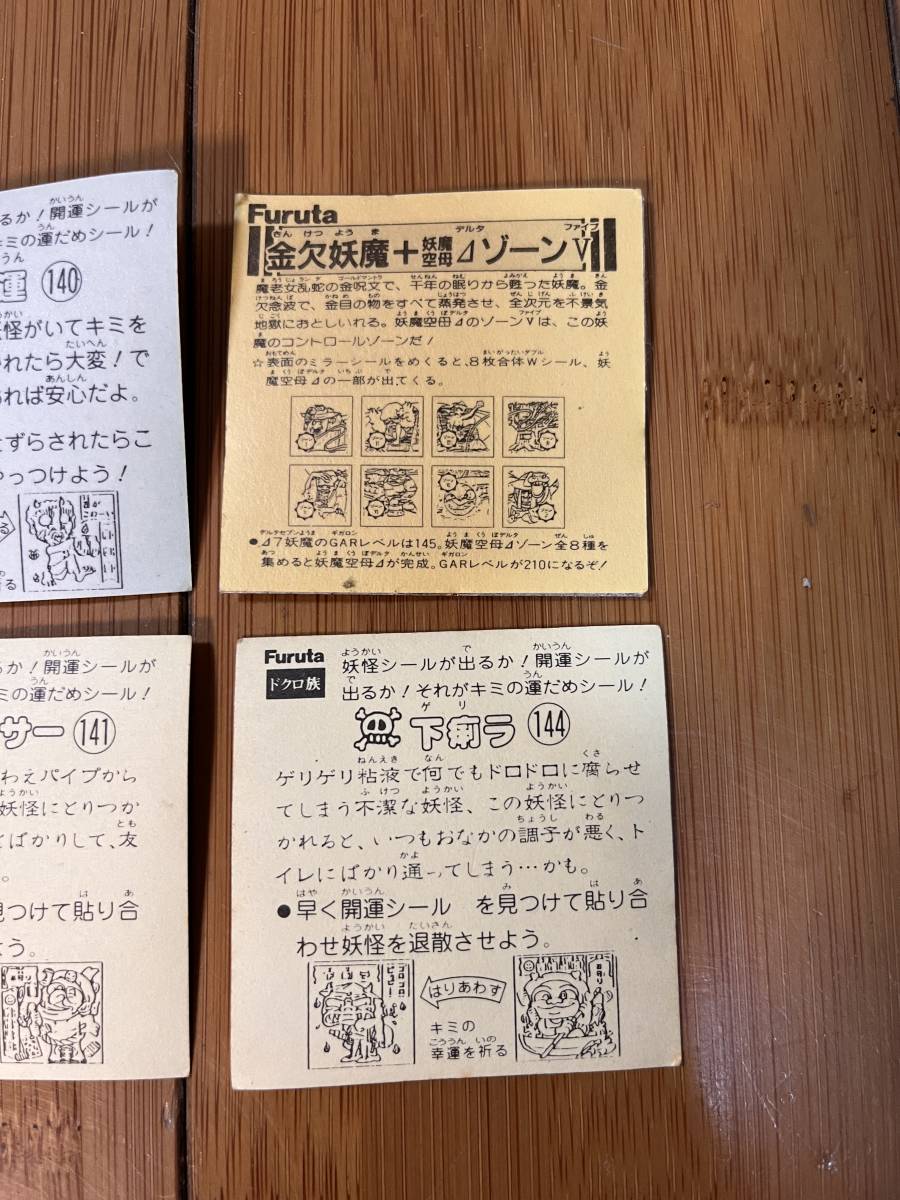 るか！開運シールが
キミの運だめシール！
運 140
怪がいてキミを
れたら大変！で
あれば安心だよ。
ずらされたらこ
やっつけよう！
Furuta
金欠妖魔＋妖魔空母⊿ゾーンⅤ
魔老女乱蛇の金呪文で、千年の眠りから甦った妖魔。金
欠念波で、金目の物をすべて蒸発させ、全次元を不景気
地獄におとしいれる。妖魔空母⊿のゾーンⅤは、この妖
魔のコントロールゾーンだ！
☆表面のミラーシールをめくると、8枚合体Wシール、妖
魔空母⊿の一部が出てくる。
●⊿7妖魔のGARレベルは145。妖魔空母⊿ゾーン全8種を
集めると妖魔空母⊿が完成。GARレベルが210になるぞ！
るか！開運シールが
ミの運だめシール！
サー 141
わえパイプから
妖怪にとりつか
ばかりして、友
。
見つけて貼り合
よう。
Furuta
ドクロ族
妖怪シールが出るか！開運シールが
出るか！それがキミの運だめシール！
下痢ラ 144
ゲリゲリ粘液で何でもドロドロに腐らせ
てしまう不潔な妖怪、この妖怪にとりつ
かれると、いつもおなかの調子が悪く、ト
イレにばかり通ってしまう…かも。
●早く開運シール を見つけて貼り合
わせ妖怪を退散させよう。
はりあわす
キミの
幸運を祈る